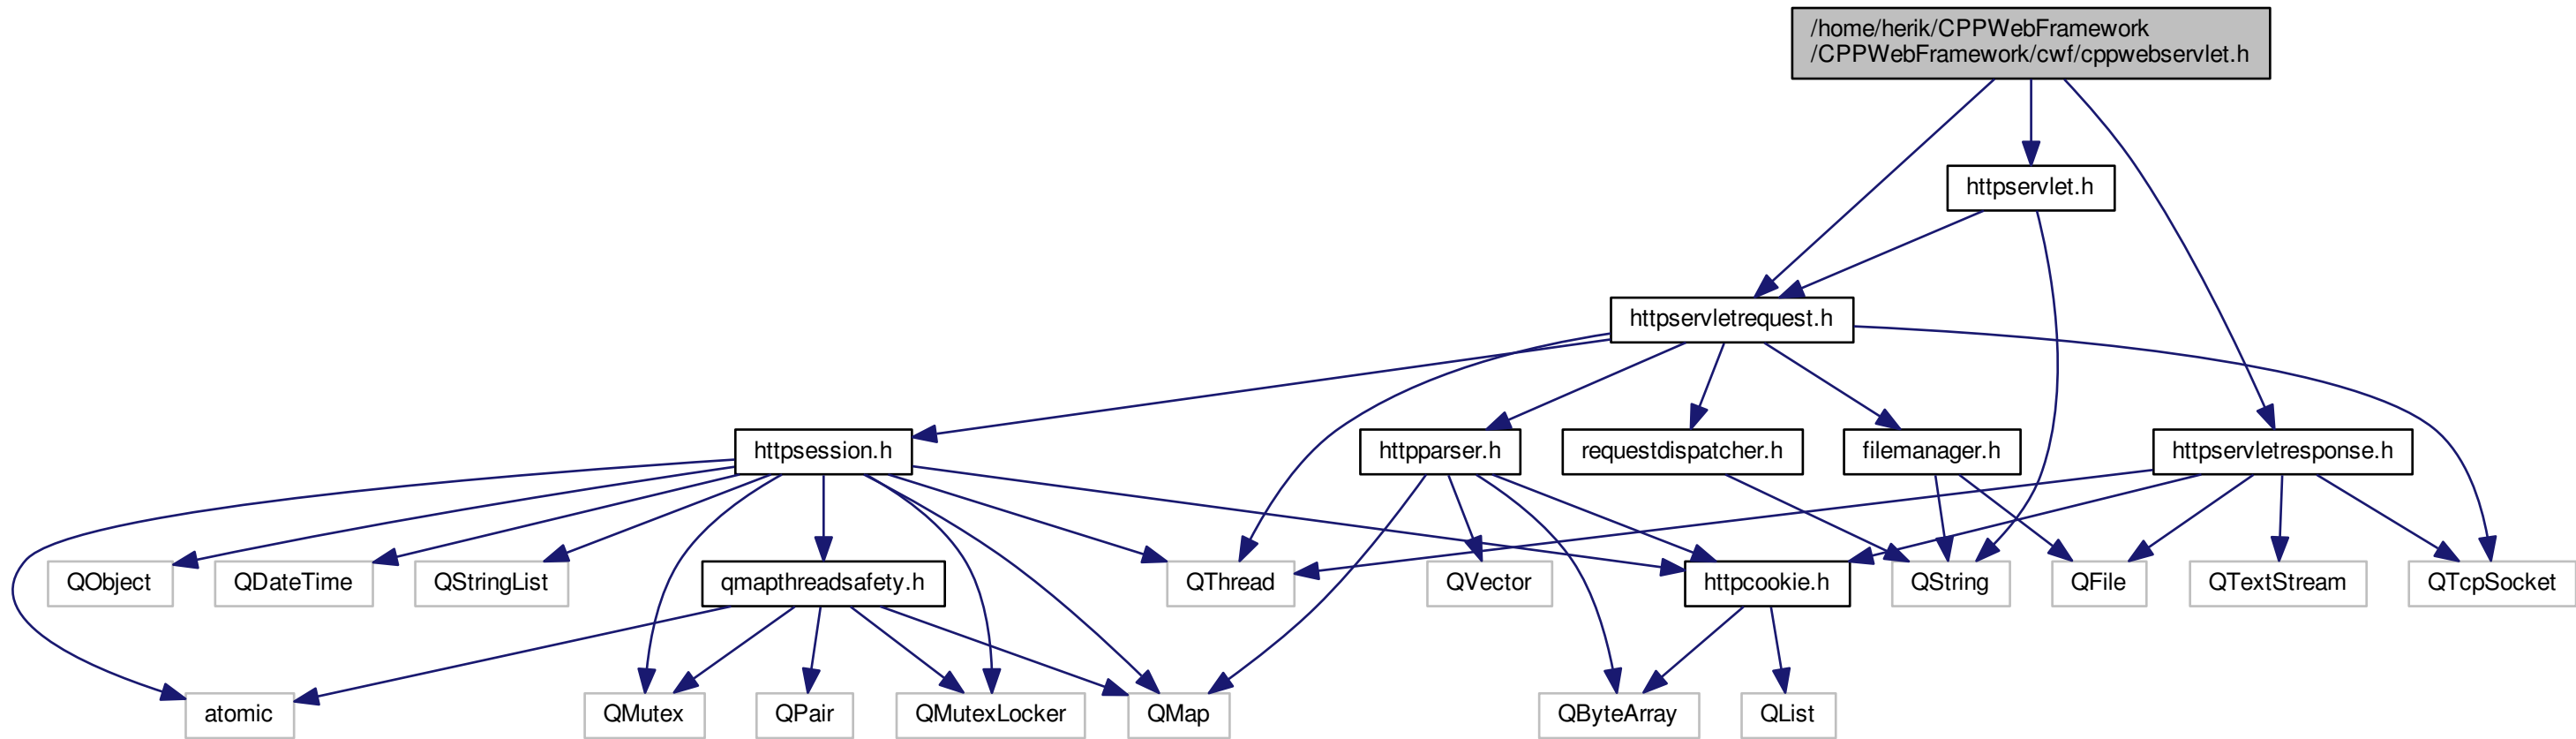 /home/herik/CPPWebFramework
/CPPWebFramework/cwf/cppwebservlet.h
httpservlet.h
httpservletrequest.h
httpsession.h
httpparser.h
requestdispatcher.h
filemanager.h
httpservletresponse.h
QObject
QDateTime
QStringList
qmapthreadsafety.h
QThread
QVector
httpcookie.h
QString
QFile
QTextStream
QTcpSocket
atomic
QMutex
QPair
QMutexLocker
QMap
QByteArray
QList